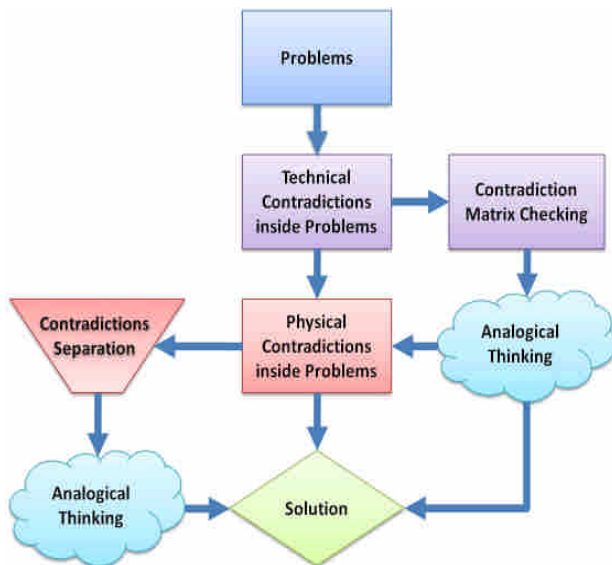 Problems
Technical
Contradictions
inside Problems
Contradiction
Matrix Checking
Contradictions
Separation
Physical
Contradictions
inside Problems
Analogical
Thinking
Analogical
Thinking
Solution